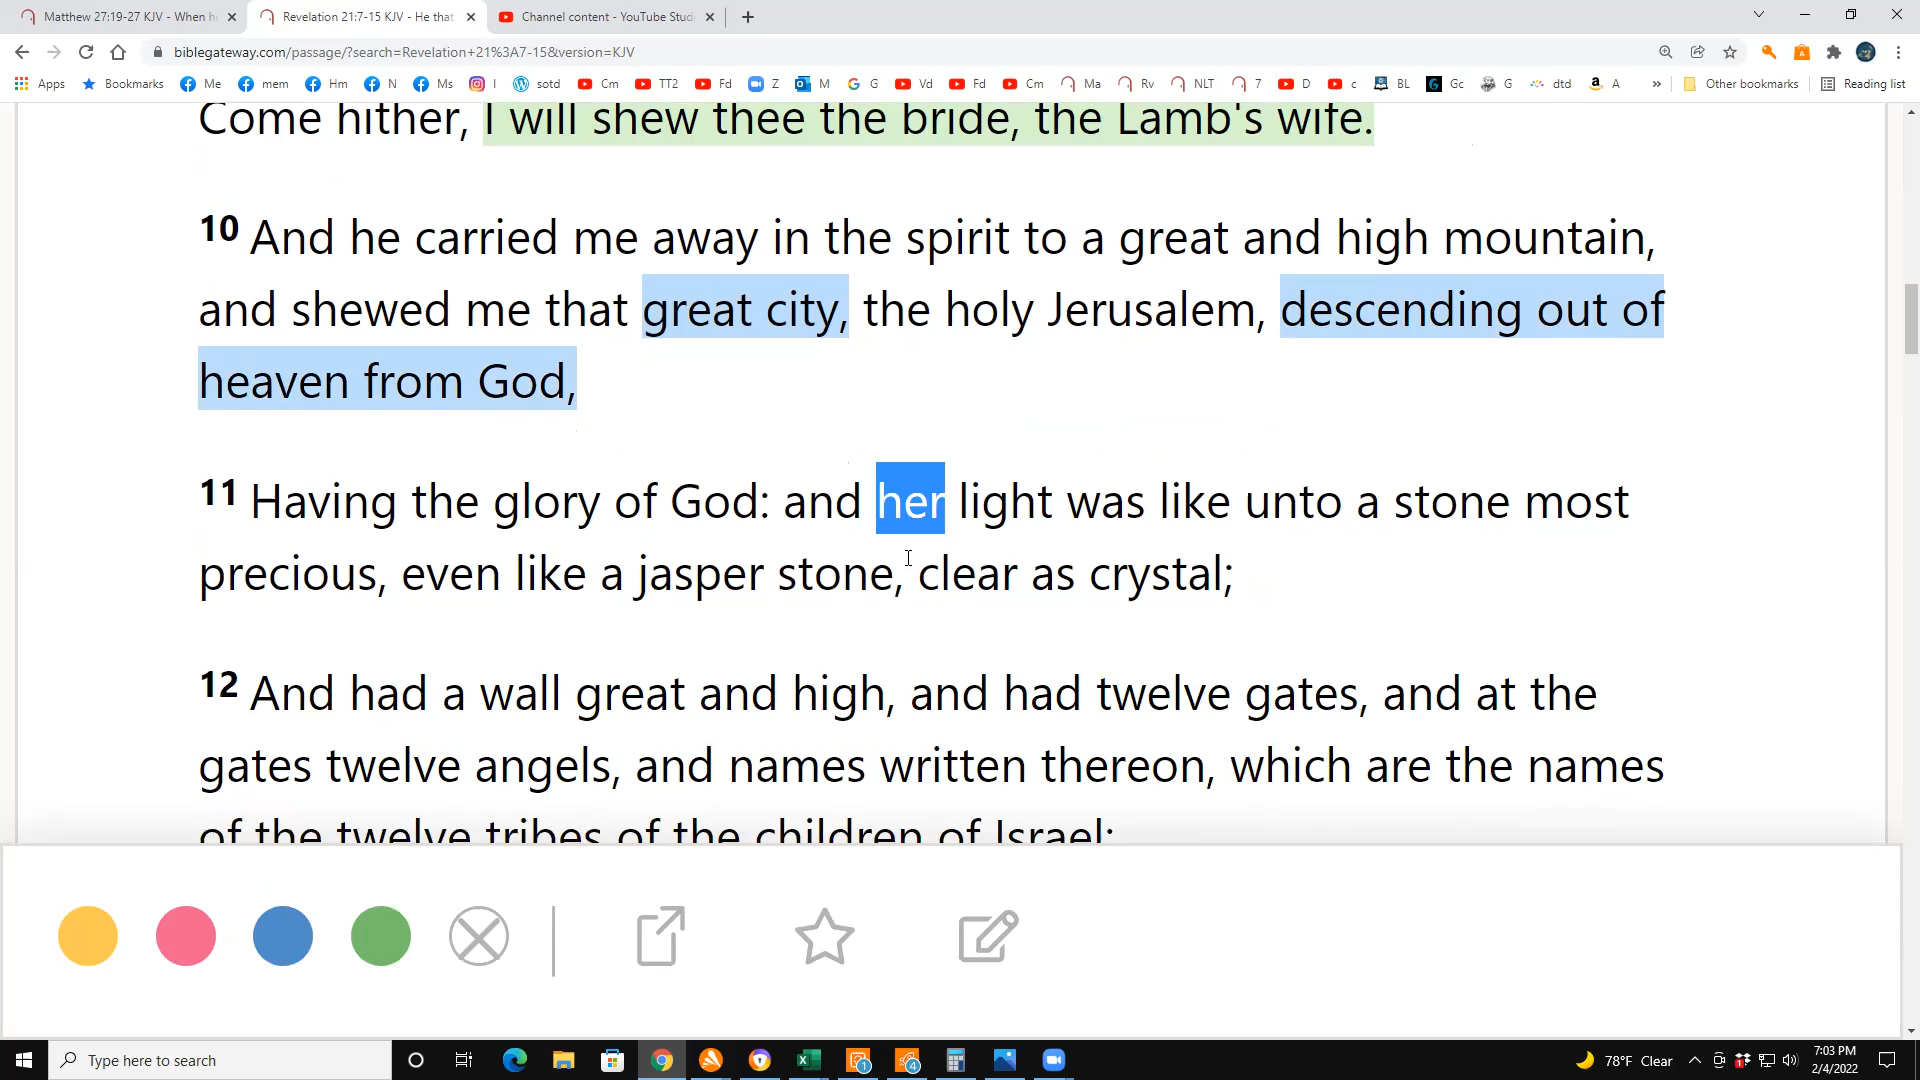 Matthew 27:19-27 KJV - When h
Revelation 21:7-15 KJV - He that
Channel content - YouTube Stud
biblegateway.com/passage/?search=Revelation+21%3A7-15&version=KJV
Apps Bookmarks Me mem Hm N Ms I sotd Cm TT2 Fd Z M G Vd Fd Cm Ma Rv NLT 7 D c BL Gc G dtd A » Other bookmarks Reading list
Come hither, I will shew thee the bride, the Lamb's wife.
10 And he carried me away in the spirit to a great and high mountain,
and shewed me that great city, the holy Jerusalem, descending out of
heaven from God,
11 Having the glory of God: and her light was like unto a stone most
precious, even like a jasper stone, clear as crystal;
12 And had a wall great and high, and had twelve gates, and at the
gates twelve angels, and names written thereon, which are the names
of the twelve tribes of the children of Israel:
Type here to search
1
4
78°F Clear
7:03 PM
2/4/2022